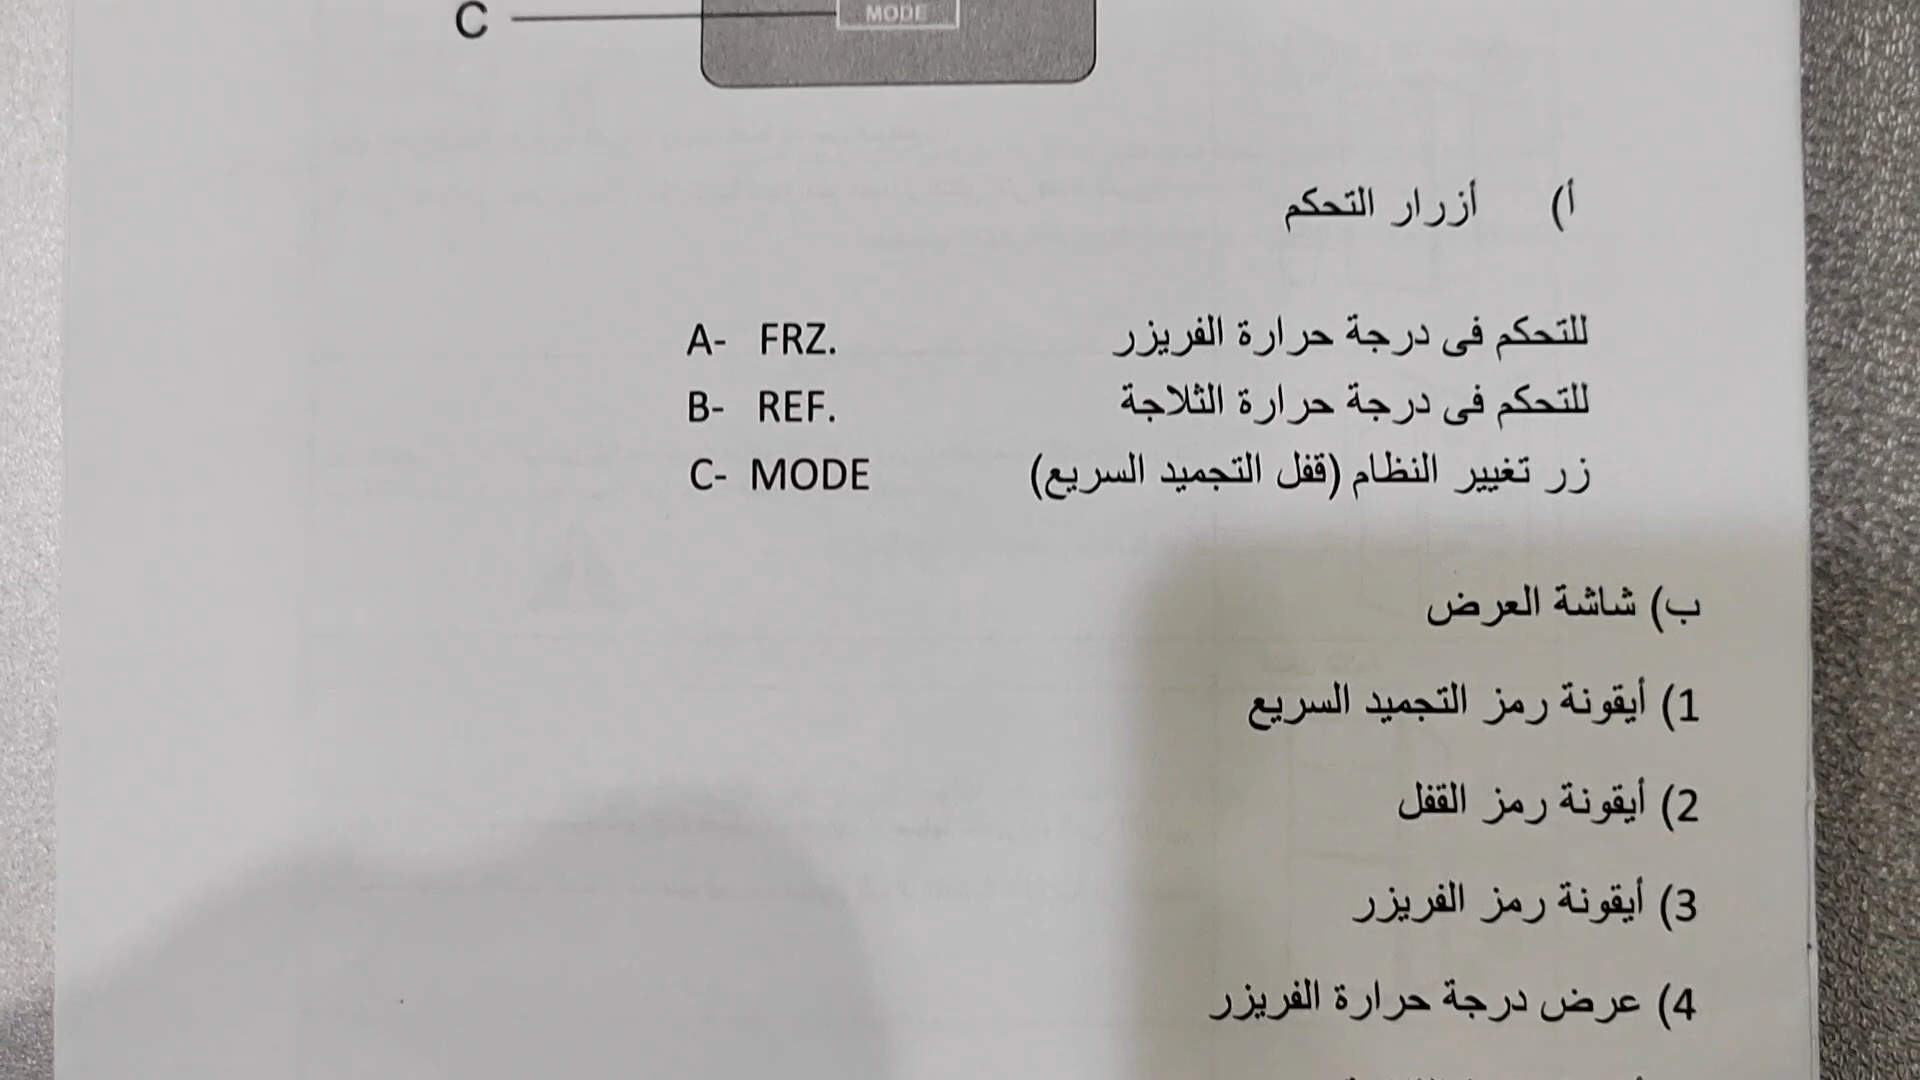 C MODE
أ) أزرار التحكم
A- FRZ. للتحكم فى درجة حرارة الفريزر
B- REF. للتحكم فى درجة حرارة الثلاجة
C- MODE زر تغيير النظام (قفل التجميد السريع)
ب) شاشة العرض
1) أيقونة رمز التجميد السريع
2) أيقونة رمز القفل
3) أيقونة رمز الفريزر
4) عرض درجة حرارة الفريزر